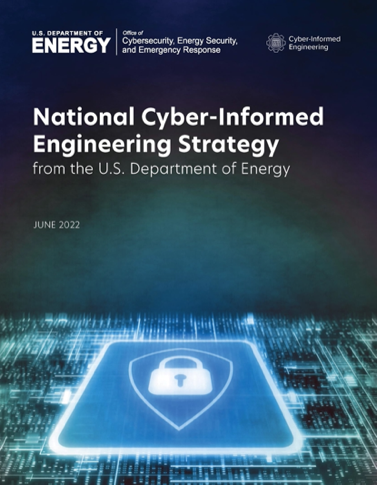 U.S. DEPARTMENT OF
ENERGY
Office of
Cybersecurity, Energy Security,
and Emergency Response
Cyber-Informed
Engineering
National Cyber-Informed
Engineering Strategy
from the U.S. Department of Energy
JUNE 2022